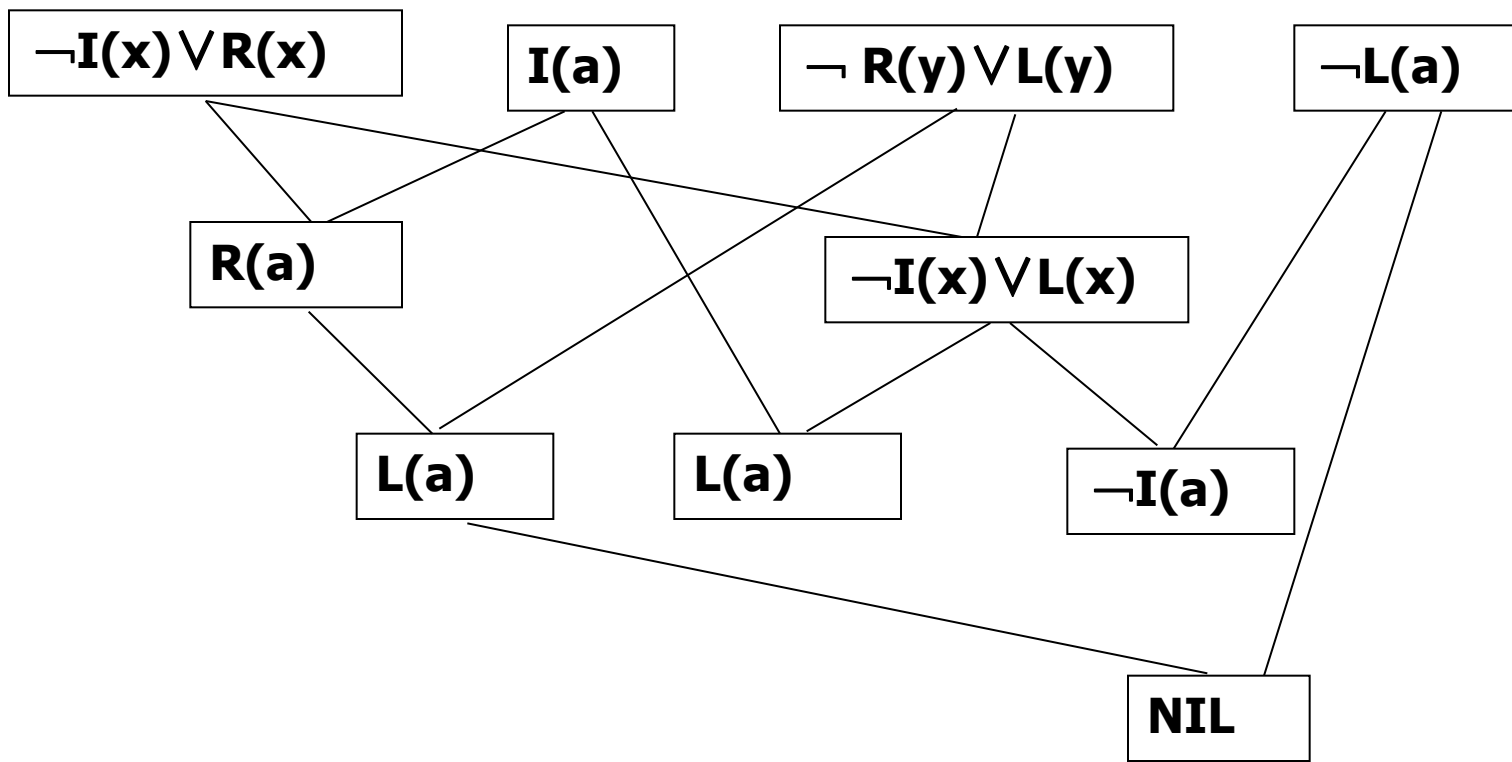 ¬I(x)∨R(x)
I(a)
¬ R(y)∨L(y)
¬L(a)
R(a)
¬I(x)∨L(x)
L(a)
L(a)
¬I(a)
NIL